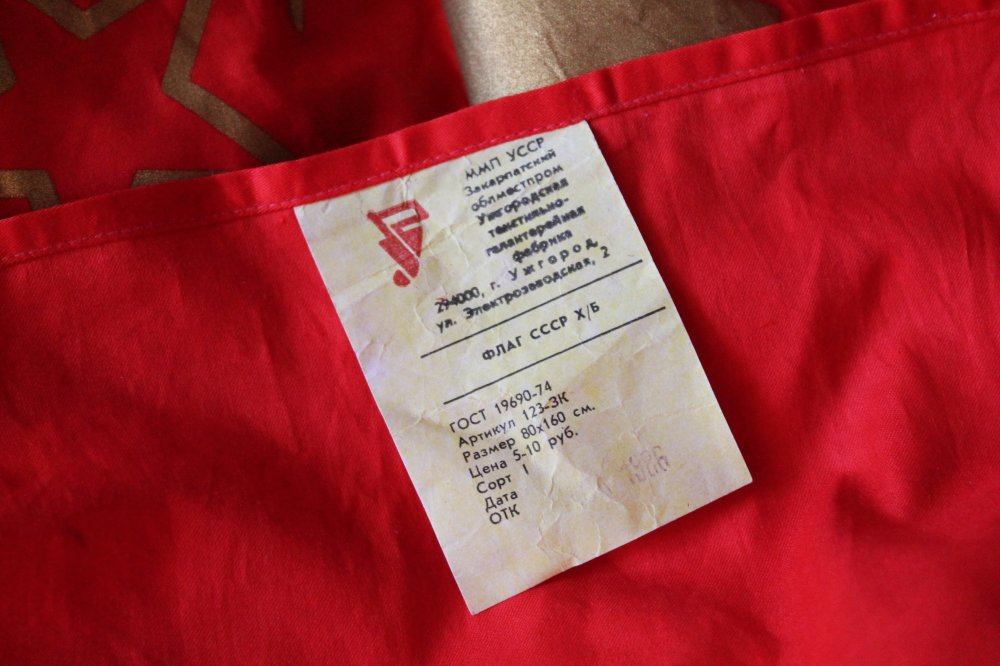 ММП УССР
Закарпатский
облместпром
Ужгородская
текстильно-
галантерейная
фабрика
294000, г. Ужгород,
ул. Электрозаводская, 2
ФЛАГ СССР Х/Б
ГОСТ 19690-74
Артикул 123-ЗК
Размер 80х160 см.
Цена 5-10 руб.
Сорт I
Дата
ОТК
1986